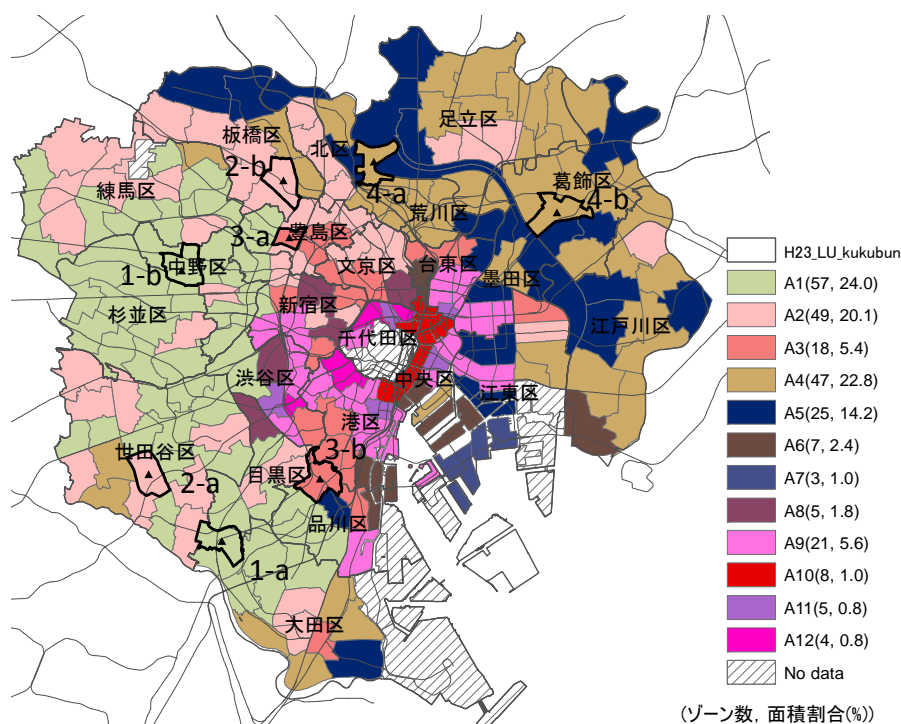 足立区
板橋区
北区
2-b
葛飾区
練馬区
4-a
4-b
荒川区
3-a
豊島区
文京区
台東区
墨田区
1-b
中野区
杉並区
新宿区
千代田区
江戸川区
渋谷区
中央区
江東区
港区
世田谷区
目黒区
3-b
2-a
品川区
1-a
大田区
H23_LU_kukubun
A1(57, 24.0)
A2(49, 20.1)
A3(18, 5.4)
A4(47, 22.8)
A5(25, 14.2)
A6(7, 2.4)
A7(3, 1.0)
A8(5, 1.8)
A9(21, 5.6)
A10(8, 1.0)
A11(5, 0.8)
A12(4, 0.8)
No data
(ゾーン数, 面積割合(%))